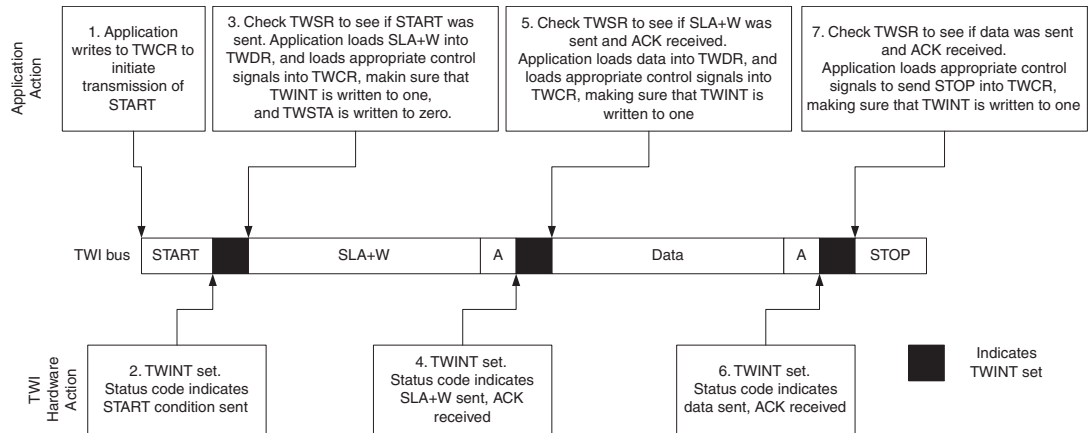 Application
Action
1. Application
writes to TWCR to
initiate
transmission of
START
3. Check TWSR to see if START was
sent. Application loads SLA+W into
TWDR, and loads appropriate control
signals into TWCR, makin sure that
TWINT is written to one,
and TWSTA is written to zero.
5. Check TWSR to see if SLA+W was
sent and ACK received.
Application loads data into TWDR, and
loads appropriate control signals into
TWCR, making sure that TWINT is
written to one
7. Check TWSR to see if data was sent
and ACK received.
Application loads appropriate control
signals to send STOP into TWCR,
making sure that TWINT is written to one
TWI bus
START
SLA+W
A
Data
A
STOP
TWI
Hardware
Action
2. TWINT set.
Status code indicates
START condition sent
4. TWINT set.
Status code indicates
SLA+W sent, ACK
received
6. TWINT set.
Status code indicates
data sent, ACK received
Indicates
TWINT set